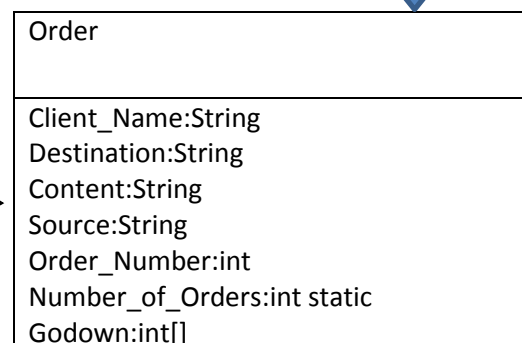 Order
Client_Name:String
Destination:String
Content:String
Source:String
Order_Number:int
Number_of_Orders:int static
Godown:int[]